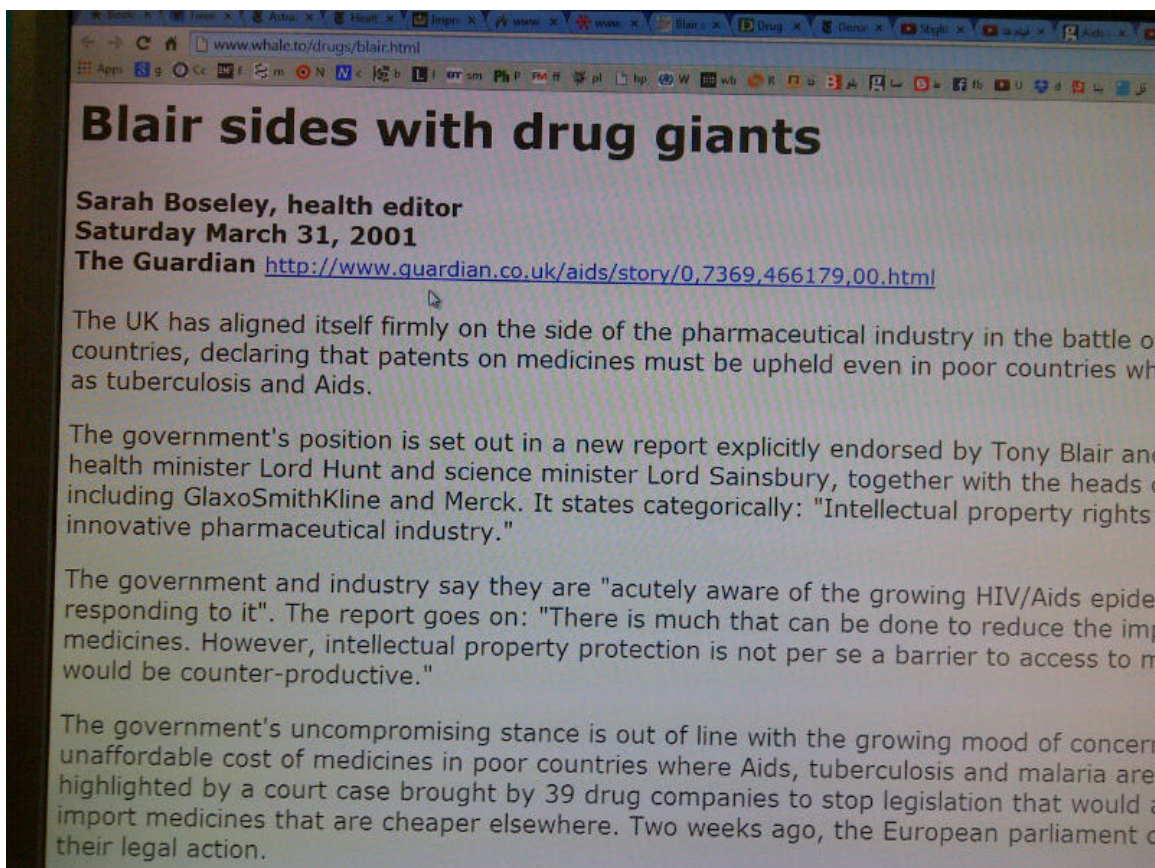 www.whale.to/drugs/blair.html
Apps g Cc f m N < b sm P ff pl hp W wb fb U d
Blair sides with drug giants
Sarah Boseley, health editor
Saturday March 31, 2001
The Guardian http://www.guardian.co.uk/aids/story/0,7369,466179,00.html
The UK has aligned itself firmly on the side of the pharmaceutical industry in the battle o
countries, declaring that patents on medicines must be upheld even in poor countries wh
as tuberculosis and Aids.
The government's position is set out in a new report explicitly endorsed by Tony Blair and
health minister Lord Hunt and science minister Lord Sainsbury, together with the heads
including GlaxoSmithKline and Merck. It states categorically: "Intellectual property rights
innovative pharmaceutical industry."
The government and industry say they are "acutely aware of the growing HIV/Aids epide
responding to it". The report goes on: "There is much that can be done to reduce the imp
medicines. However, intellectual property protection is not per se a barrier to access to m
would be counter-productive."
The government's uncompromising stance is out of line with the growing mood of concern
unaffordable cost of medicines in poor countries where Aids, tuberculosis and malaria are
highlighted by a court case brought by 39 drug companies to stop legislation that would a
import medicines that are cheaper elsewhere. Two weeks ago, the European parliament
their legal action.